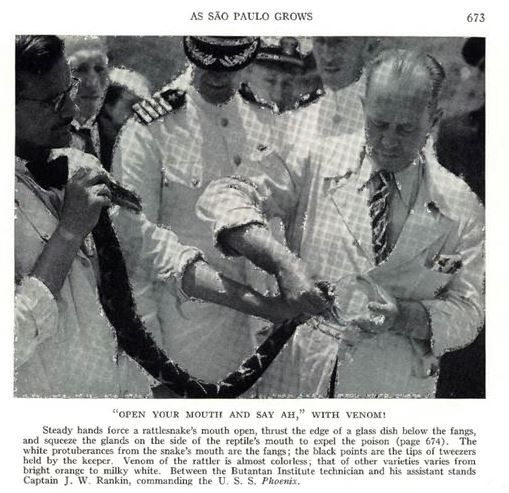 AS SÃO PAULO GROWS
673
"OPEN YOUR MOUTH AND SAY AH," WITH VENOM!
Steady hands force a rattlesnake's mouth open, thrust the edge of a glass dish below the fangs,
and squeeze the glands on the side of the reptile's mouth to expel the poison (page 674). The
white protuberances from the snake's mouth are the fangs; the black points are the tips of tweezers
held by the keeper. Venom of the rattler is almost colorless; that of other varieties varies from
bright orange to milky white. Between the Butantan Institute technician and his assistant stands
Captain J. W. Rankin, commanding the U. S. S. Phoenix.